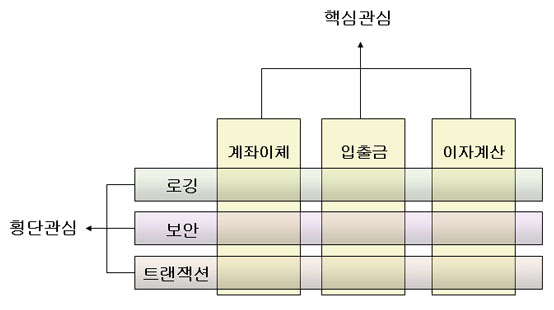 핵심관심
계좌이체
입출금
이자계산
로깅
횡단관심
보안
트랜잭션